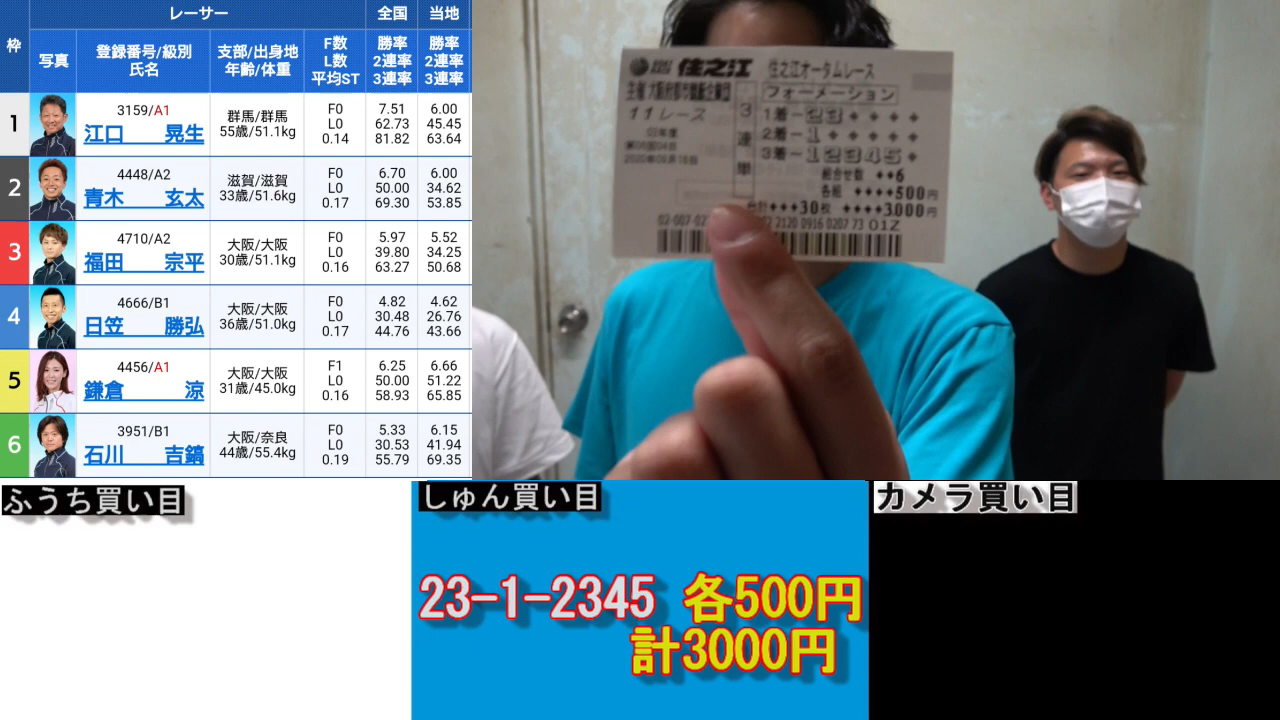 レーサー 全国 当地
枠 写真 登録番号/級別 氏名 支部/出身地 年齢/体重 F数 L数 平均ST 勝率 2連率 3連率 勝率 2連率 3連率
1 3159/A1 群馬/群馬 F0 7.51 6.00
江口 晃生 55歳/51.1kg L0 62.73 45.45
0.14 81.82 63.64
2 4448/A2 滋賀/滋賀 F0 6.70 6.00
青木 玄太 33歳/51.6kg L0 50.00 34.62
0.17 69.30 53.85
3 4710/A2 大阪/大阪 F0 5.97 5.52
福田 宗平 30歳/51.1kg L0 39.80 34.25
0.16 63.27 50.68
4 4666/B1 大阪/大阪 F0 4.82 4.62
日笠 勝弘 36歳/51.0kg L0 30.48 26.76
0.17 44.76 43.66
5 4456/A1 大阪/大阪 F1 6.25 6.66
鎌倉 涼 31歳/45.0kg L0 50.00 51.22
0.16 58.93 65.85
6 3951/B1 大阪/奈良 F0 5.33 6.15
石川 吉鎬 44歳/55.4kg L0 30.53 41.94
0.19 55.79 69.35
住之江 住之江オータムレース
フォーメーション
11レース
3連単
1着-23
2着-1
3着-12345
2020年09月16日
組合せ数 6
各組 500円
合計 30枚 3000円
2120 0916 0207 73 01Z
ふうち買い目
しゅん買い目
23-1-2345 各500円
計3000円
カメラ買い目